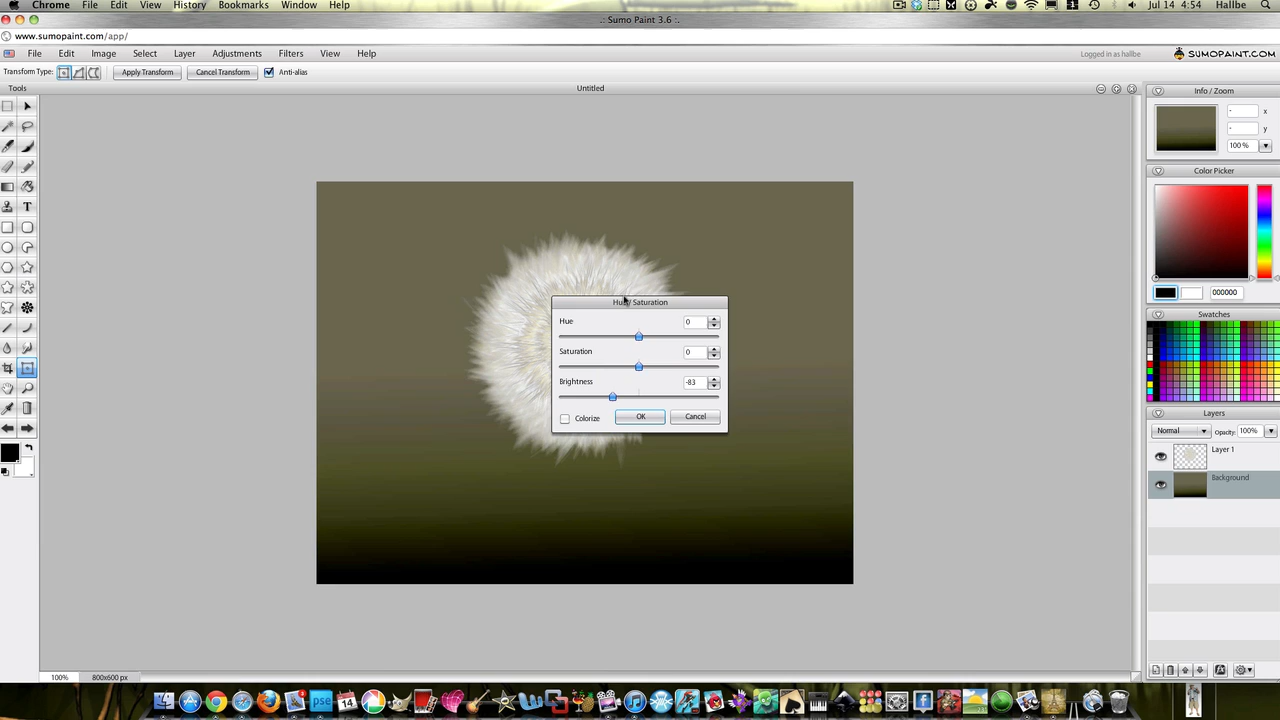 Chrome File Edit View History Bookmarks Window Help Jul 14 4:54 Hallbe
.: Sumo Paint 3.6 :.
www.sumopaint.com/app/
File Edit Image Select Layer Adjustments Filters View Help Logged in as hallbe SUMOPAINT.COM
Transform Type: Apply Transform Cancel Transform Anti-alias
Tools Untitled
Info / Zoom
- x
- y
100 %
Color Picker
000000
Swatches
Hue / Saturation
Hue 0
Saturation 0
Brightness -83
Colorize OK Cancel
Layers
Normal Opacity: 100%
Layer 1
Background
100% 800x600 px
T
pse
14